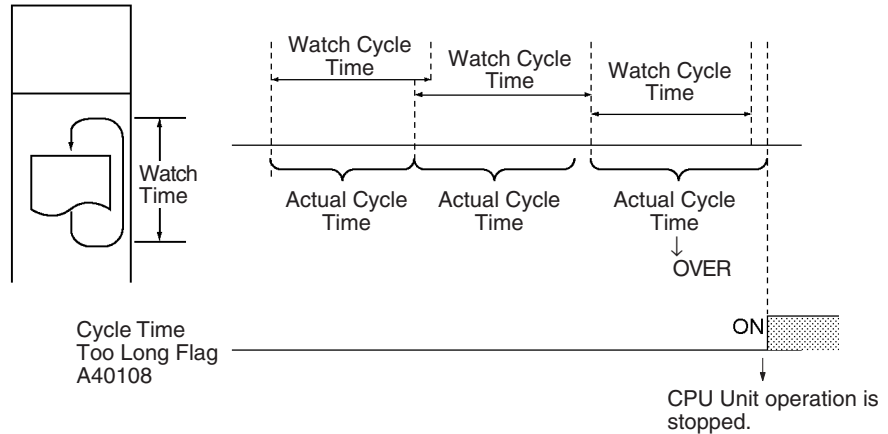 Watch Cycle
Time
Watch Cycle
Time
Watch Cycle
Time
Watch
Time
Actual Cycle
Time
Actual Cycle
Time
Actual Cycle
Time
OVER
Cycle Time
Too Long Flag
A40108
ON
CPU Unit operation is
stopped.